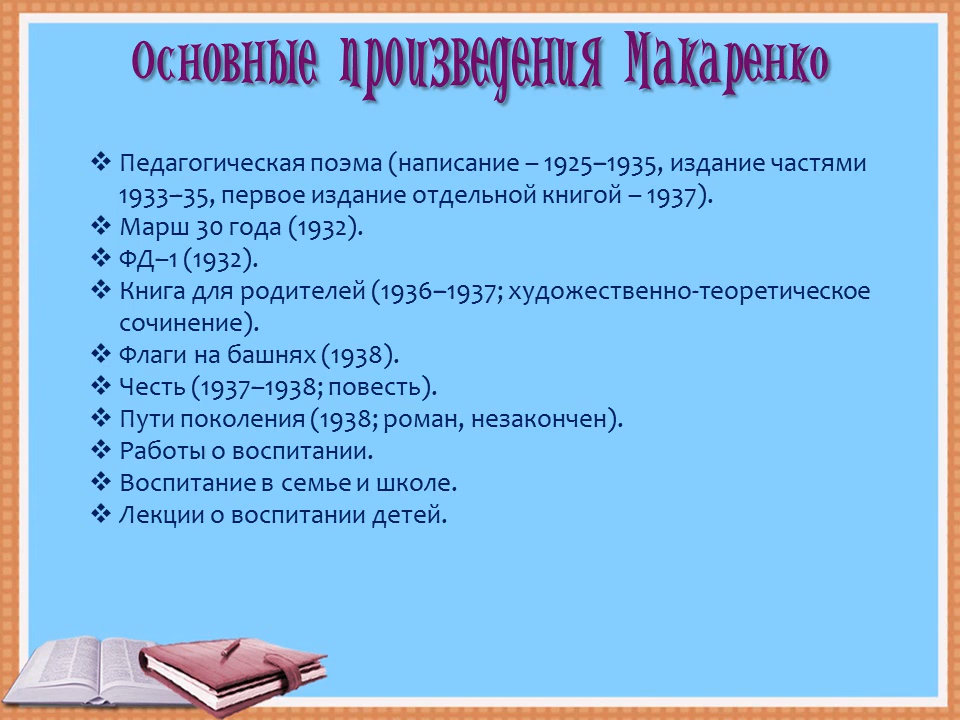 Основные произведения Макаренко
❖ Педагогическая поэма (написание – 1925–1935, издание частями
1933–35, первое издание отдельной книгой – 1937).
❖ Марш 30 года (1932).
❖ ФД–1 (1932).
❖ Книга для родителей (1936–1937; художественно-теоретическое
сочинение).
❖ Флаги на башнях (1938).
❖ Честь (1937–1938; повесть).
❖ Пути поколения (1938; роман, незакончен).
❖ Работы о воспитании.
❖ Воспитание в семье и школе.
❖ Лекции о воспитании детей.